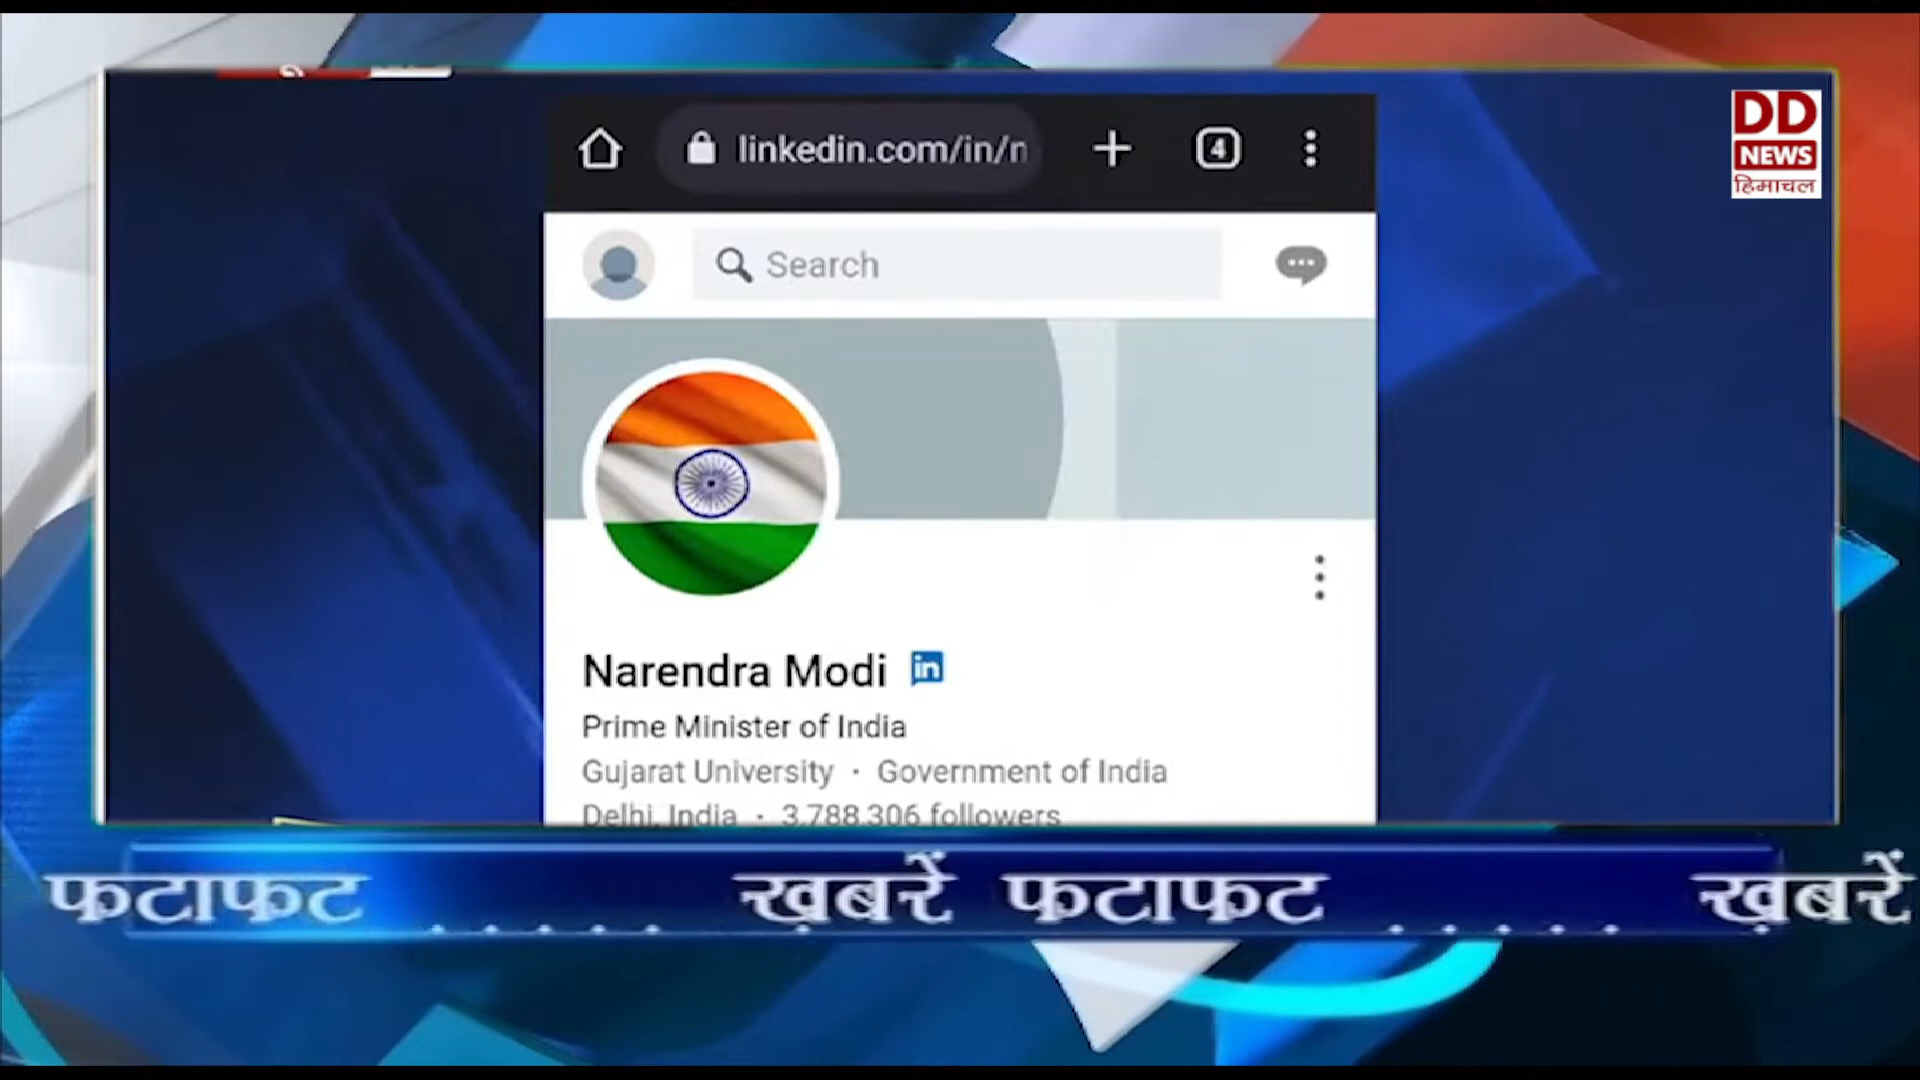 DD
NEWS
हिमाचल
linkedin.com/in/n
4
Search
Narendra Modi in
Prime Minister of India
Gujarat University · Government of India
Delhi, India · 3,788,306 followers
फटाफट ख़बरें फटाफट ख़बरें